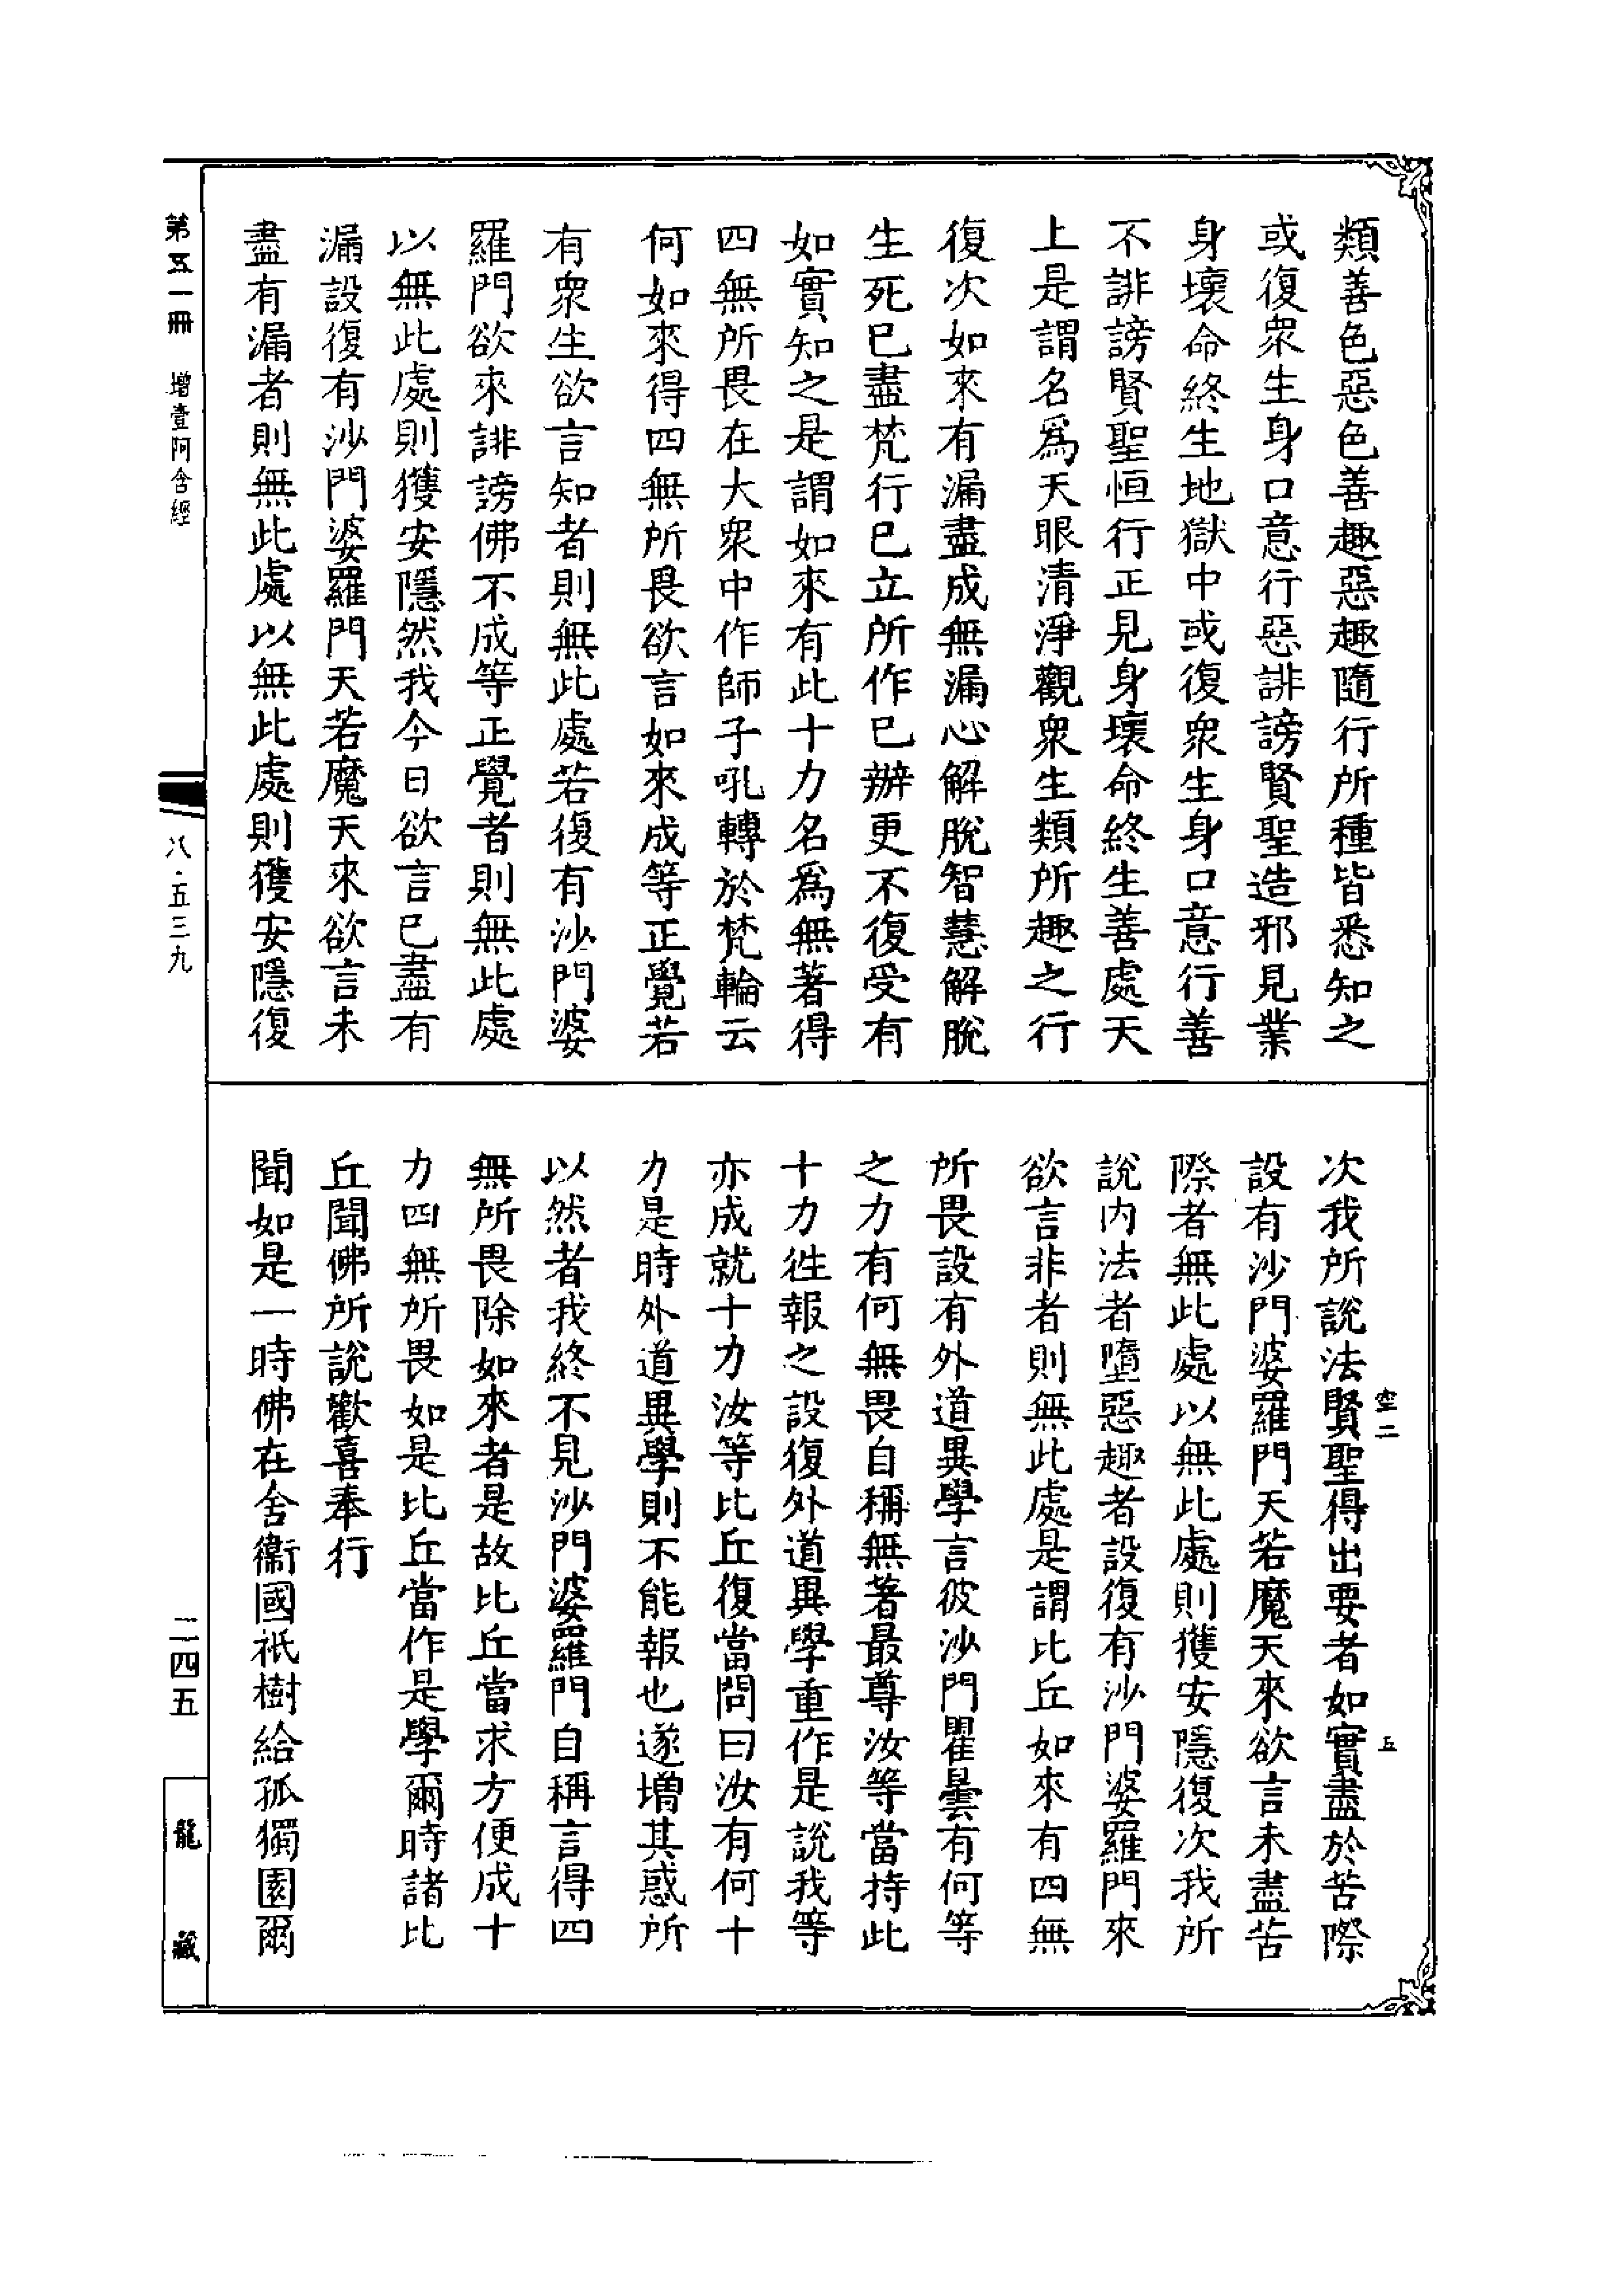 類善色惡色善趣惡趣隨行所種皆悉知之
或復衆生身口意行惡誹謗賢聖造邪見業
身壞命終生地獄中或復衆生身口意行善
不誹謗賢聖恒行正見身壞命終生善處天
上是謂名爲天眼清淨觀衆生類所趣之行
復次如來有漏盡成無漏心解脫智慧解脫
生死已盡梵行已立所作已辦更不復受有
如實知之是謂如來有此十力名爲無著得
四無所畏在大衆中作師子吼轉於梵輪云
何如來得四無所畏欲言如來成等正覺若
有衆生欲言知者則無此處若復有沙門婆
羅門欲來誹謗佛不成等正覺者則無此處
以無此處則獲安隱然我今日欲言已盡有
漏設復有沙門婆羅門天若魔天來欲言未
盡有漏者則無此處以無此處則獲安隱復
次我所說法賢聖得出要者如實盡於苦際
設有沙門婆羅門天若魔天來欲言未盡苦
際者無此處以無此處則獲安隱復次我所
說內法者墮惡趣者設復有沙門婆羅門來
欲言非者則無此處是謂比丘如來有四無
所畏設有外道異學言彼沙門瞿曇有何等
之力有何無畏自稱無著最尊汝等當持此
十力往報之設復外道異學重作是說我等
亦成就十力汝等比丘復當問曰汝有何十
力是時外道異學則不能報也遂增其惑所
以然者我終不見沙門婆羅門自稱言得四
無所畏除如來者是故比丘當求方便成十
力四無所畏如是比丘當作是學爾時諸比
丘聞佛所說歡喜奉行
聞如是一時佛在舍衞國祇樹給孤獨園爾
空二
五
第五一冊 增壹阿含經
八·五三九
二四五
龍藏